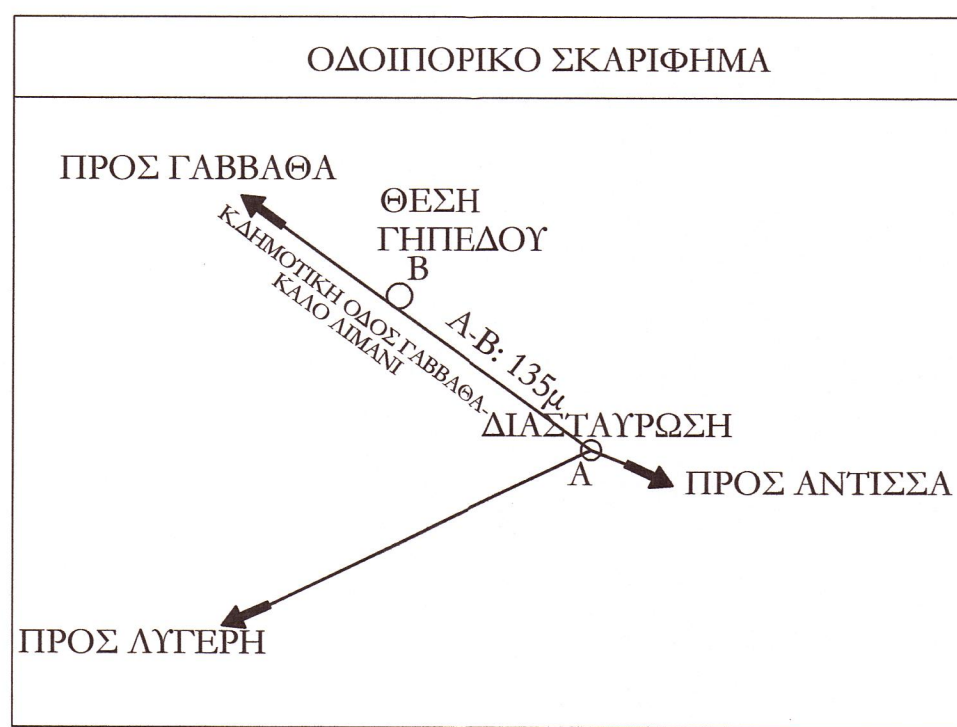 ΟΔΟΙΠΟΡΙΚΟ ΣΚΑΡΙΦΗΜΑ
ΠΡΟΣ ΓΑΒΒΑΘΑ
ΘΕΣΗ
ΓΗΠΕΔΟΥ
Β
Κ.ΔΗΜΟΤΙΚΗ ΟΔΟΣ ΓΑΒΒΑΘΑ-
ΚΑΛΟ ΛΙΜΑΝΙ
Α-Β: 135μ
ΔΙΑΣΤΑΥΡΩΣΗ
Α
ΠΡΟΣ ΑΝΤΙΣΣΑ
ΠΡΟΣ ΛΥΓΕΡΗ